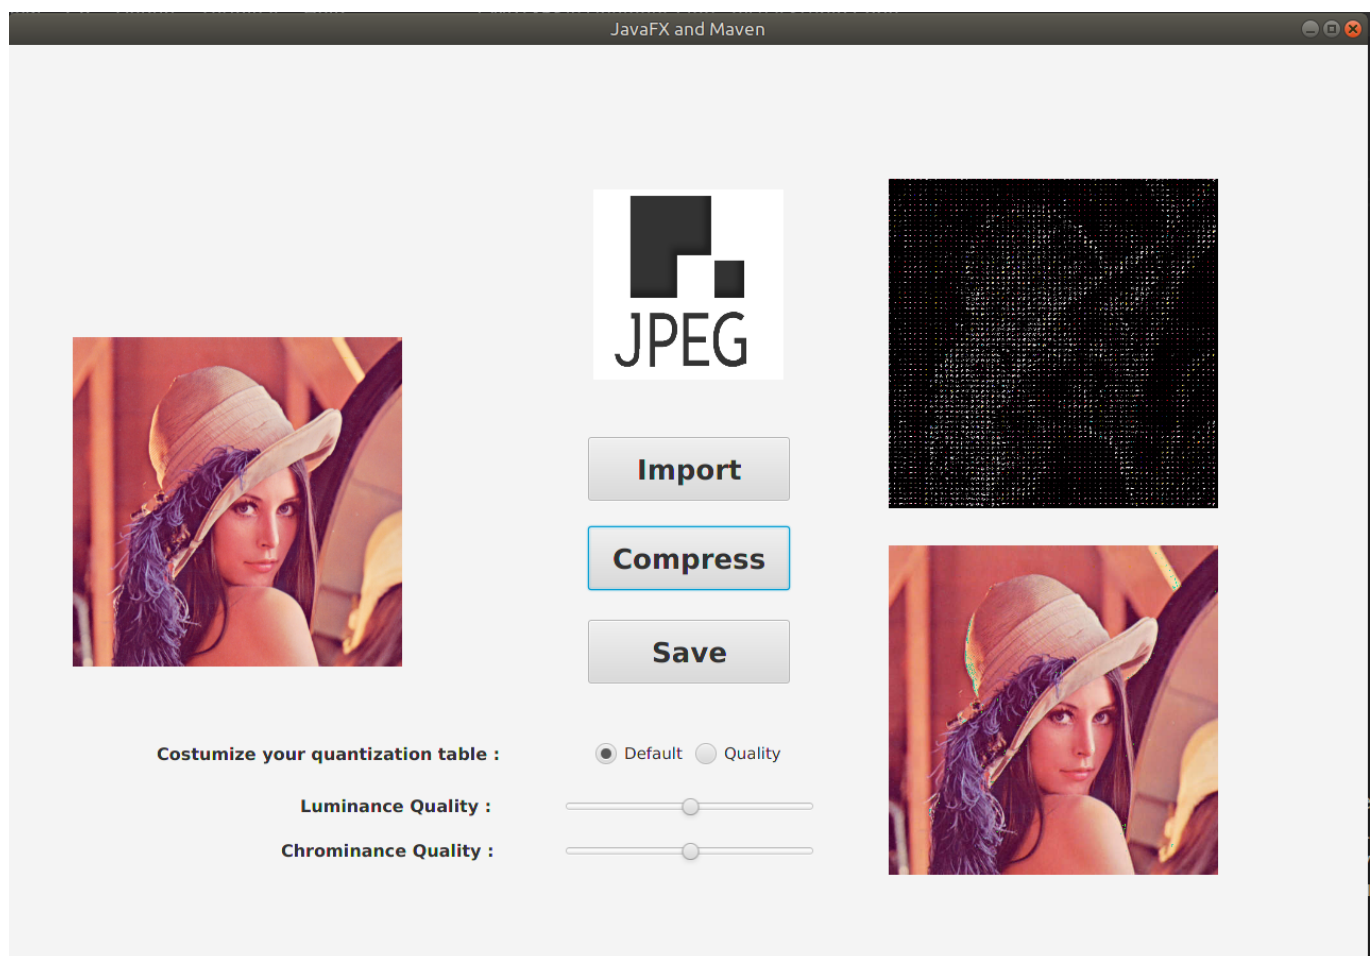 JavaFX and Maven
JPEG
Import
Compress
Save
Costumize your quantization table :
Default
Quality
Luminance Quality :
Chrominance Quality :